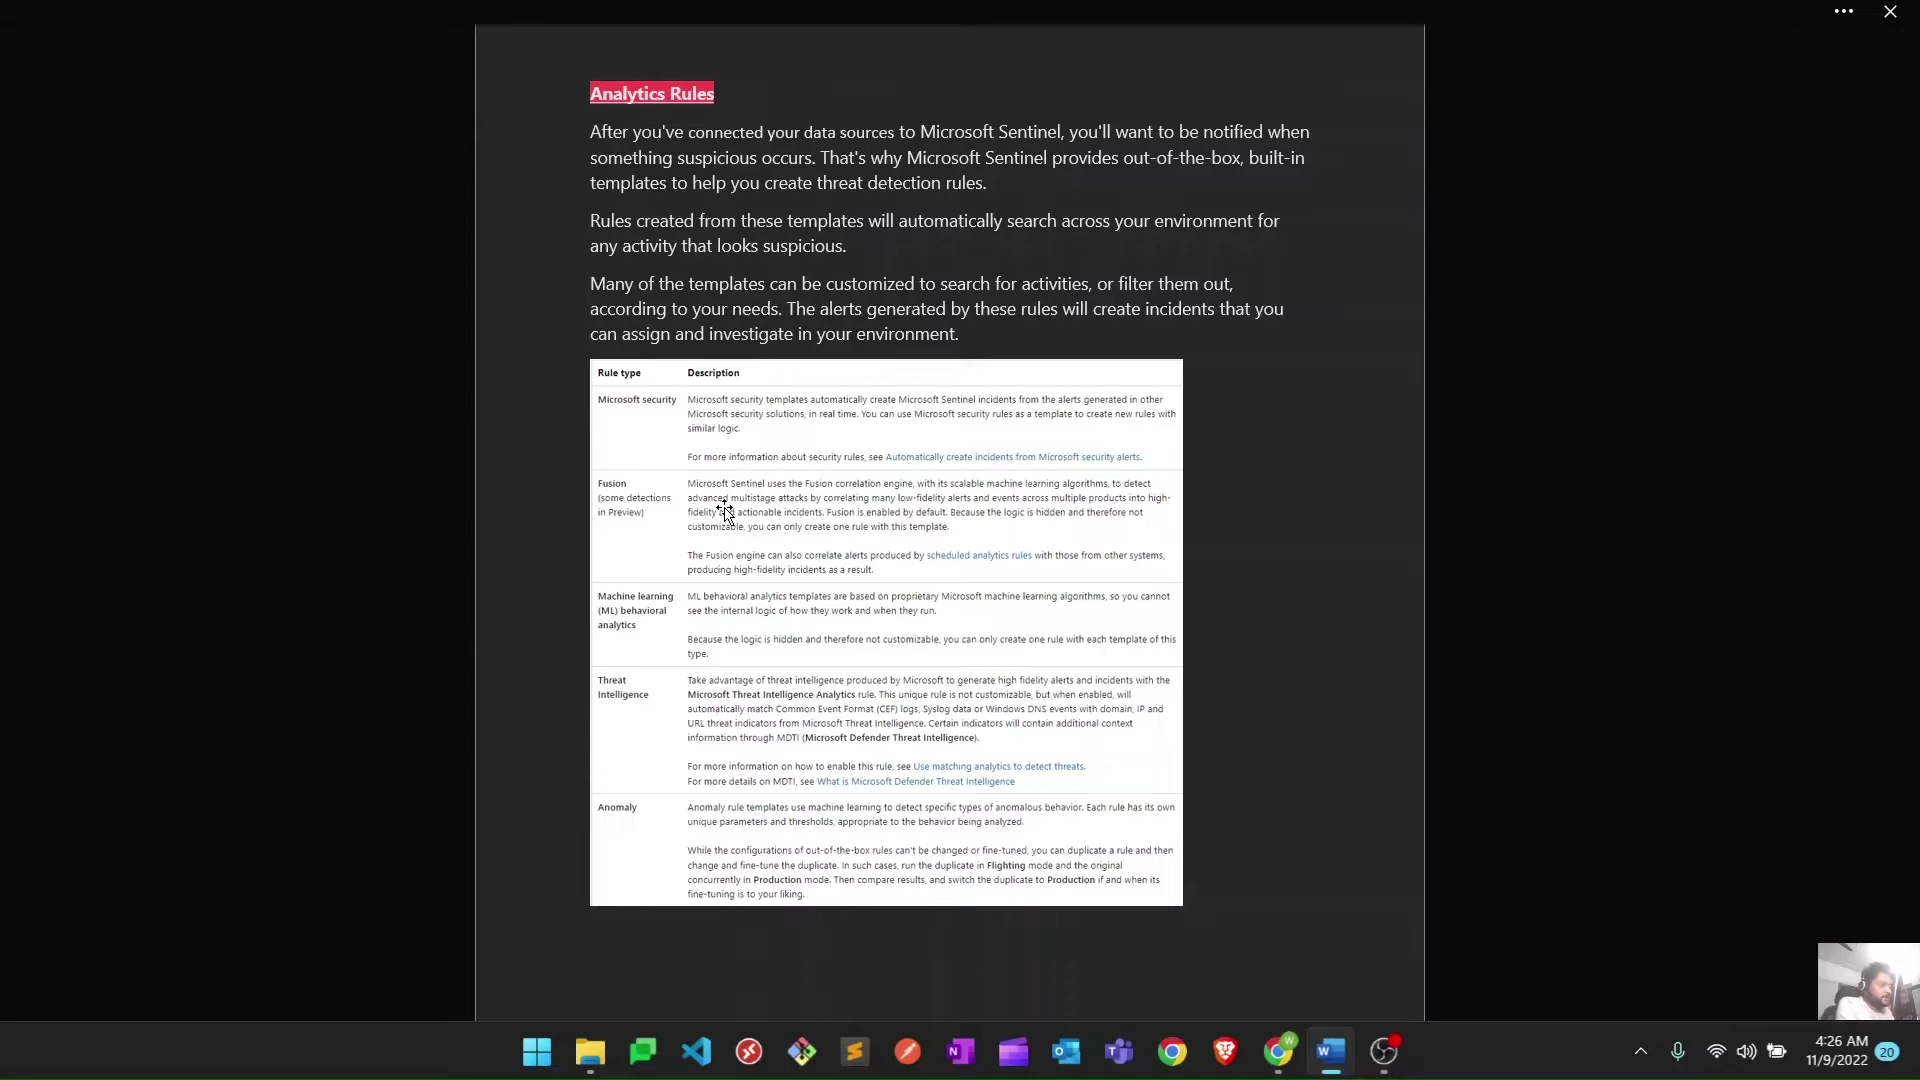 Analytics Rules
After you've connected your data sources to Microsoft Sentinel, you'll want to be notified when
something suspicious occurs. That's why Microsoft Sentinel provides out-of-the-box, built-in
templates to help you create threat detection rules.
Rules created from these templates will automatically search across your environment for
any activity that looks suspicious.
Many of the templates can be customized to search for activities, or filter them out,
according to your needs. The alerts generated by these rules will create incidents that you
can assign and investigate in your environment.
Rule type Description
Microsoft security Microsoft security templates automatically create Microsoft Sentinel incidents from the alerts generated in other
Microsoft security solutions, in real time. You can use Microsoft security rules as a template to create new rules with
similar logic.
For more information about security rules, see Automatically create incidents from Microsoft security alerts.
Fusion Microsoft Sentinel uses the Fusion correlation engine, with its scalable machine learning algorithms, to detect
(some detections advanced multistage attacks by correlating many low-fidelity alerts and events across multiple products into high-
in Preview) fidelity and actionable incidents. Fusion is enabled by default. Because the logic is hidden and therefore not
customizable, you can only create one rule with this template.
The Fusion engine can also correlate alerts produced by scheduled analytics rules with those from other systems,
producing high-fidelity incidents as a result.
Machine learning ML behavioral analytics templates are based on proprietary Microsoft machine learning algorithms, so you cannot
(ML) behavioral see the internal logic of how they work and when they run.
analytics
Because the logic is hidden and therefore not customizable, you can only create one rule with each template of this
type.
Threat Take advantage of threat intelligence produced by Microsoft to generate high fidelity alerts and incidents with the
Intelligence Microsoft Threat Intelligence Analytics rule. This unique rule is not customizable, but when enabled, will
automatically match Common Event Format (CEF) logs, Syslog data or Windows DNS events with domain, IP and
URL threat indicators from Microsoft Threat Intelligence. Certain indicators will contain additional context
information through MDTI (Microsoft Defender Threat Intelligence).
For more information on how to enable this rule, see Use matching analytics to detect threats.
For more details on MDTI, see What is Microsoft Defender Threat Intelligence
Anomaly Anomaly rule templates use machine learning to detect specific types of anomalous behavior. Each rule has its own
unique parameters and thresholds, appropriate to the behavior being analyzed.
While the configurations of out-of-the-box rules can't be changed or fine-tuned, you can duplicate a rule and then
change and fine-tune the duplicate. In such cases, run the duplicate in Flighting mode and the original
concurrently in Production mode. Then compare results, and switch the duplicate to Production if and when its
fine-tuning is to your liking.
4:26 AM
11/9/2022 20